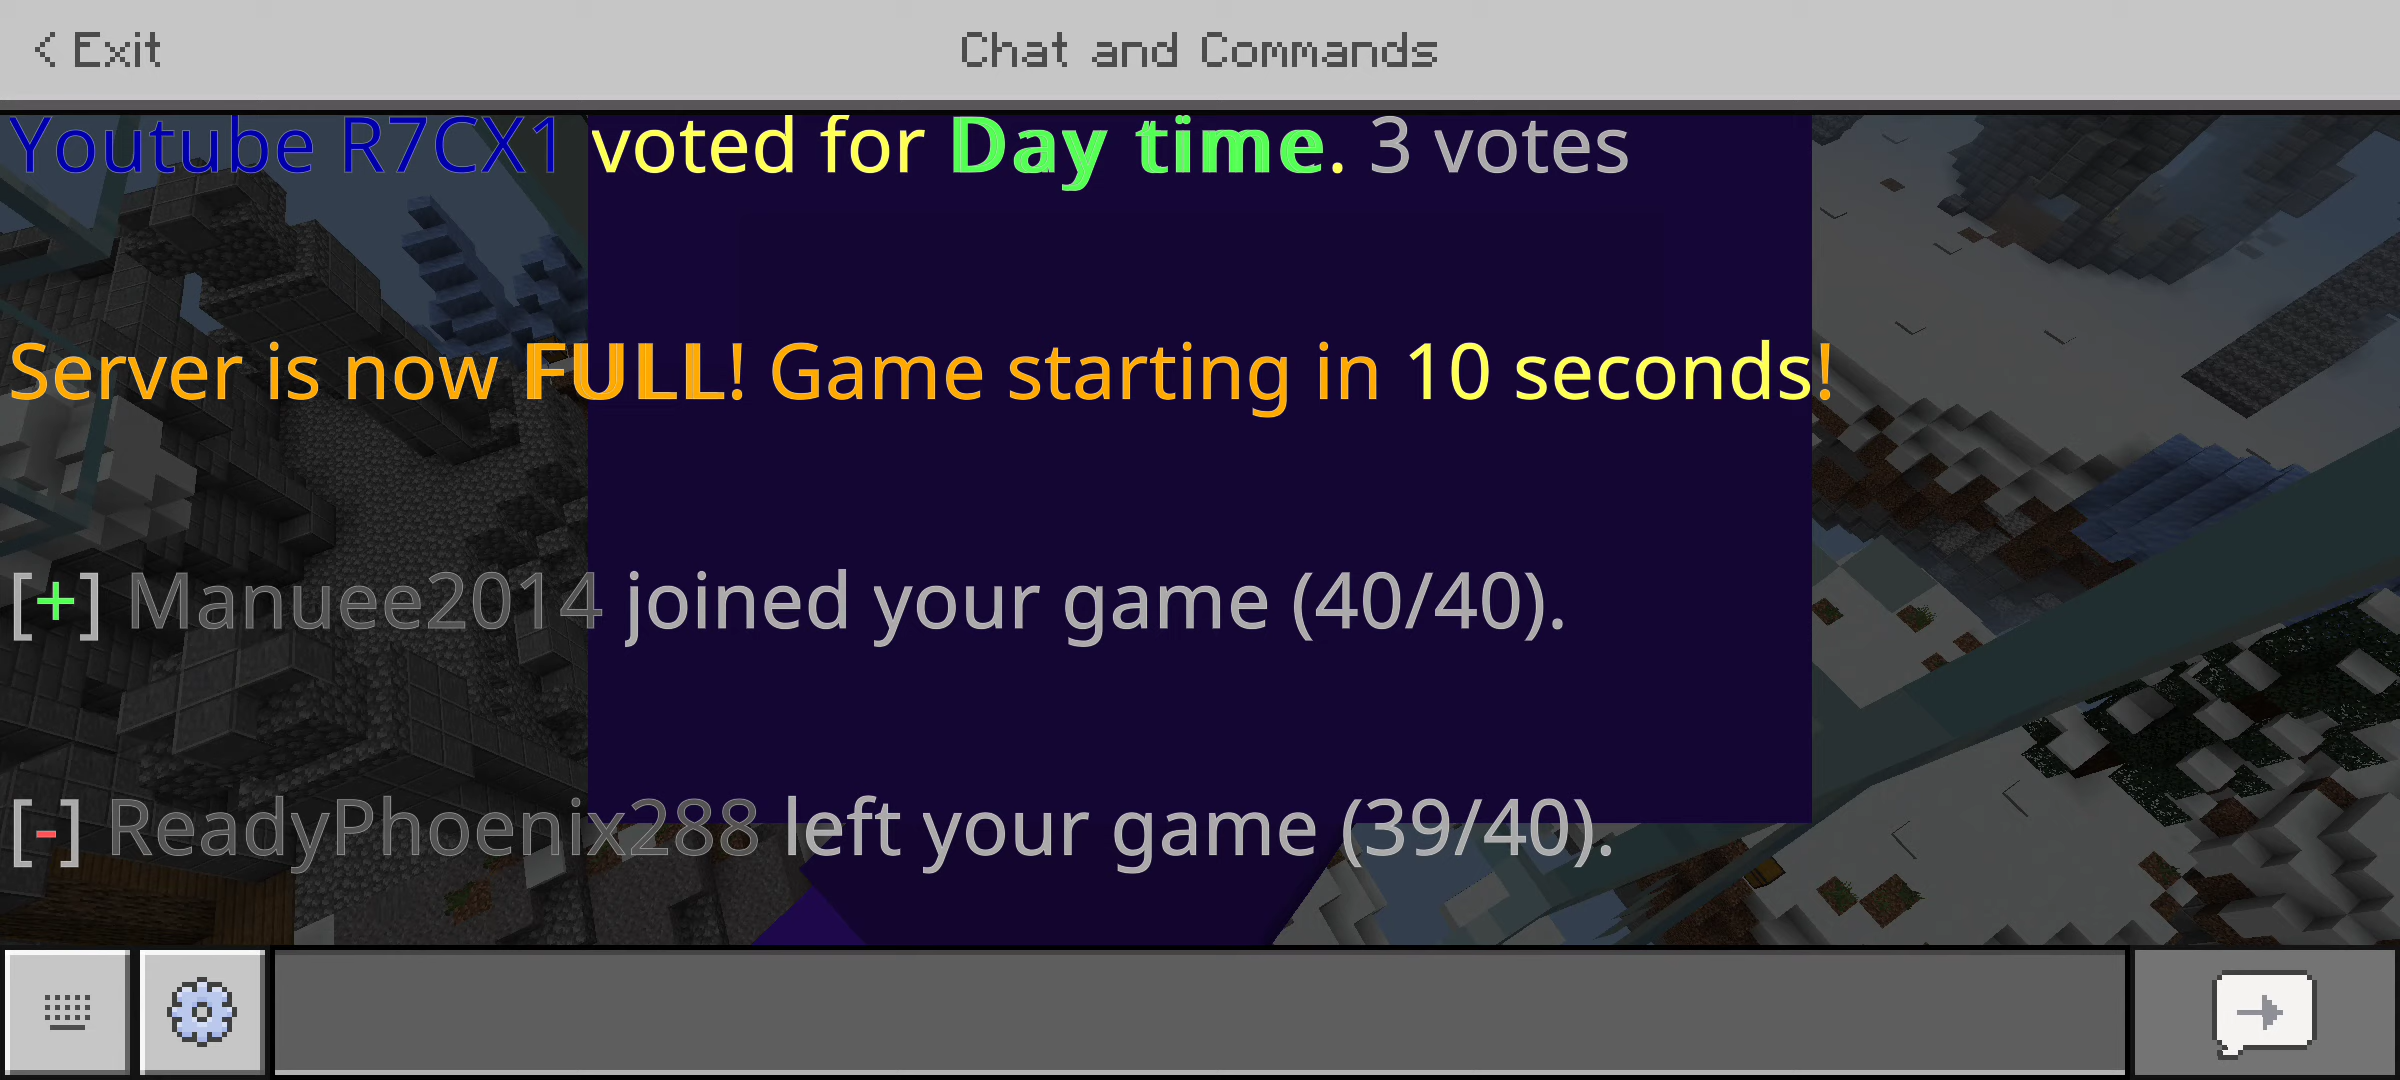 Exit
Chat and Commands
Youtube R7CX1 voted for Day time. 3 votes
Server is now FULL! Game starting in 10 seconds!
[+] Manuee2014 joined your game (40/40).
[-] ReadyPhoenix288 left your game (39/40).